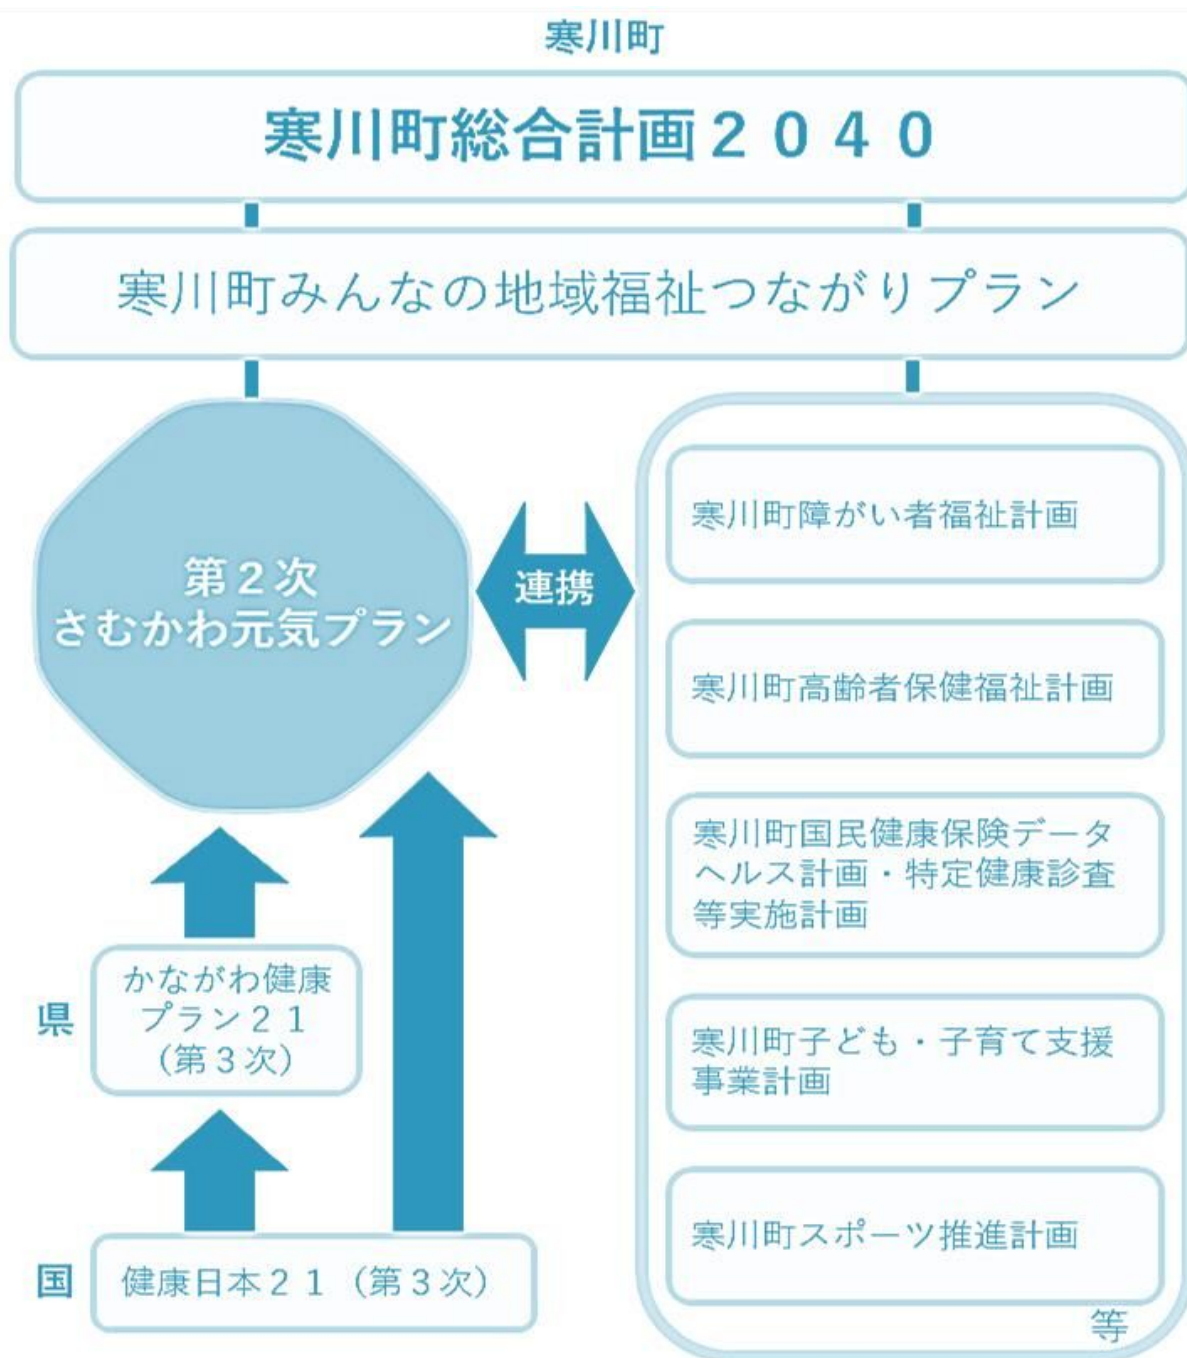 寒川町
寒川町総合計画２０４０
寒川町みんなの地域福祉つながりプラン
第２次
さむかわ元気プラン
連携
寒川町障がい者福祉計画
寒川町高齢者保健福祉計画
寒川町国民健康保険データ
ヘルス計画・特定健康診査
等実施計画
寒川町子ども・子育て支援
事業計画
寒川町スポーツ推進計画
等
県
かながわ健康
プラン２１
（第３次）
国
健康日本２１（第３次）